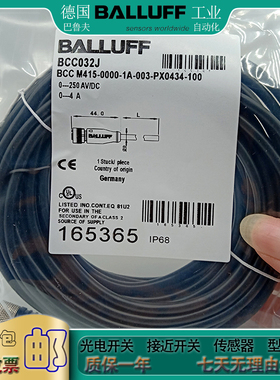 德国 BALLUFF 工业
巴鲁夫 sensors worldwide 自动化
BALLUFF
BCC032J
BCC M415-0000-1A-003-PX0434-100
0—250 AV/DC
0—4 A
44.0
L
1 Stuck/ piece
Country of origin
Germany
LISTED IND.CONT.EQ 81U2
FOR USE IN THE
SECONDARY OF A CLASS 2
SOURCE OF SUPPLY
165365 IP68
包邮
光电开关 接近开关 传感器 型
发票 质保一年 七天无理由